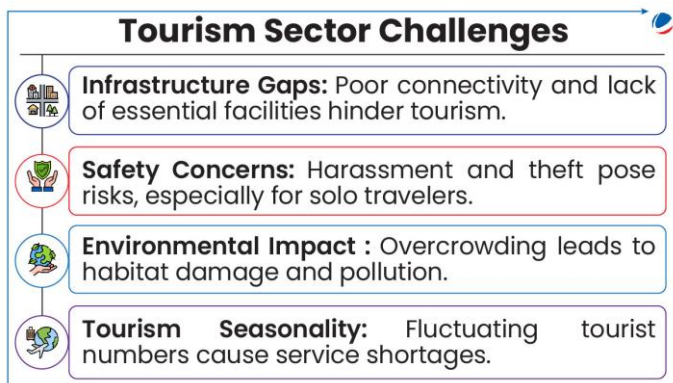 Tourism Sector Challenges
Infrastructure Gaps: Poor connectivity and lack
of essential facilities hinder tourism.
Safety Concerns: Harassment and theft pose
risks, especially for solo travelers.
Environmental Impact : Overcrowding leads to
habitat damage and pollution.
Tourism Seasonality: Fluctuating tourist
numbers cause service shortages.